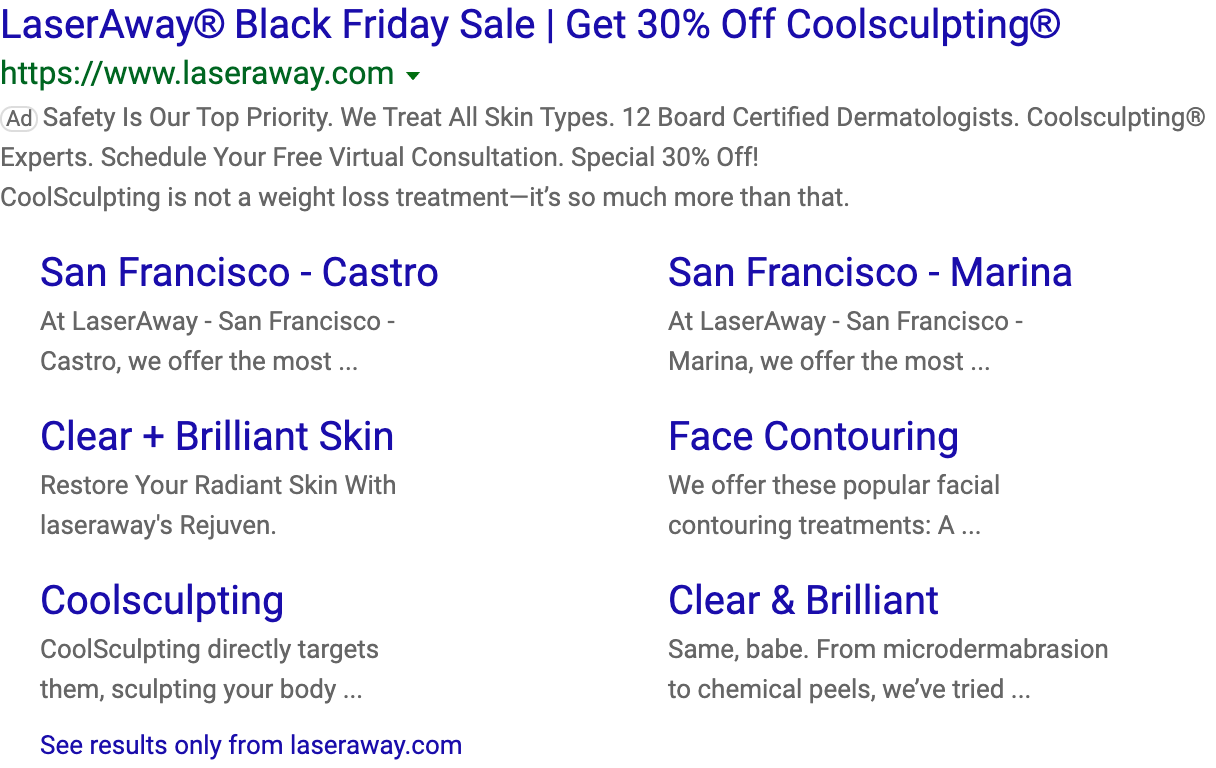 LaserAway® Black Friday Sale | Get 30% Off Coolsculpting®
https://www.laseraway.com
Ad Safety Is Our Top Priority. We Treat All Skin Types. 12 Board Certified Dermatologists. Coolsculpting®
Experts. Schedule Your Free Virtual Consultation. Special 30% Off!
CoolSculpting is not a weight loss treatment—it’s so much more than that.
San Francisco - Castro
At LaserAway - San Francisco -
Castro, we offer the most ...
San Francisco - Marina
At LaserAway - San Francisco -
Marina, we offer the most ...
Clear + Brilliant Skin
Restore Your Radiant Skin With
laseraway's Rejuven.
Face Contouring
We offer these popular facial
contouring treatments: A ...
Coolsculpting
CoolSculpting directly targets
them, sculpting your body ...
Clear & Brilliant
Same, babe. From microdermabrasion
to chemical peels, we’ve tried ...
See results only from laseraway.com